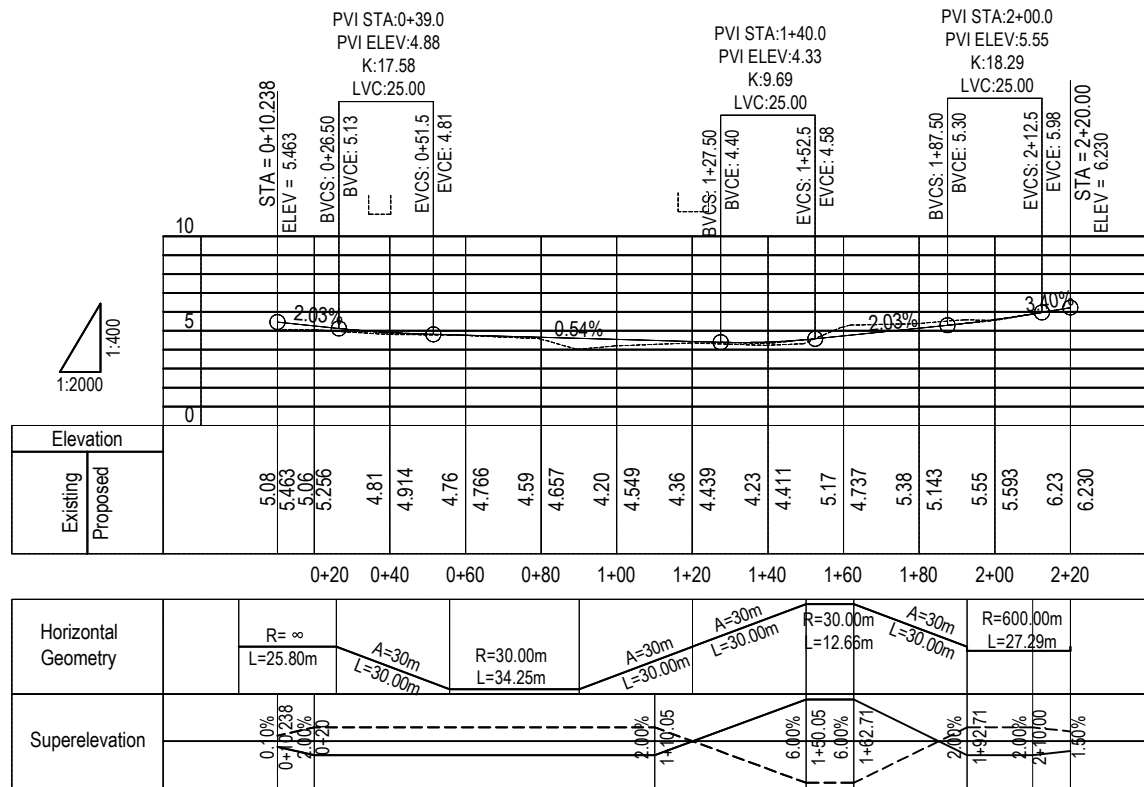 PVI STA:0+39.0
PVI ELEV:4.88
K:17.58
LVC:25.00
PVI STA:1+40.0
PVI ELEV:4.33
K:9.69
LVC:25.00
PVI STA:2+00.0
PVI ELEV:5.55
K:18.29
LVC:25.00
STA = 0+10.238
ELEV = 5.463
BVCS: 0+26.50
BVCE: 5.13
EVCS: 0+51.5
EVCE: 4.81
BVCS: 1+27.50
BVCE: 4.40
EVCS: 1+52.5
EVCE: 4.58
BVCS: 1+87.50
BVCE: 5.30
EVCS: 2+12.5
EVCE: 5.98
STA = 2+20.00
ELEV = 6.230
10
5
0
2.03%
0.54%
2.03%
3.40%
1:400
1:2000
Elevation
Existing
Proposed
5.08
5.463
5.06
5.256
4.81
4.914
4.76
4.766
4.59
4.657
4.20
4.549
4.36
4.439
4.23
4.411
5.17
4.737
5.38
5.143
5.55
5.593
6.23
6.230
0+20 0+40 0+60 0+80 1+00 1+20 1+40 1+60 1+80 2+00 2+20
Horizontal
Geometry
R= ∞
L=25.80m
A=30m
L=30.00m
R=30.00m
L=34.25m
A=30m
L=30.00m
A=30m
L=30.00m
R=30.00m
L=12.66m
A=30m
L=30.00m
R=600.00m
L=27.29m
Superelevation
0.10%
0+10.238
2.00%
0+20
2.00%
1+10.05
6.00%
1+50.05
6.00%
1+62.71
2.00%
1+92.71
2.00%
2+10.00
1.50%